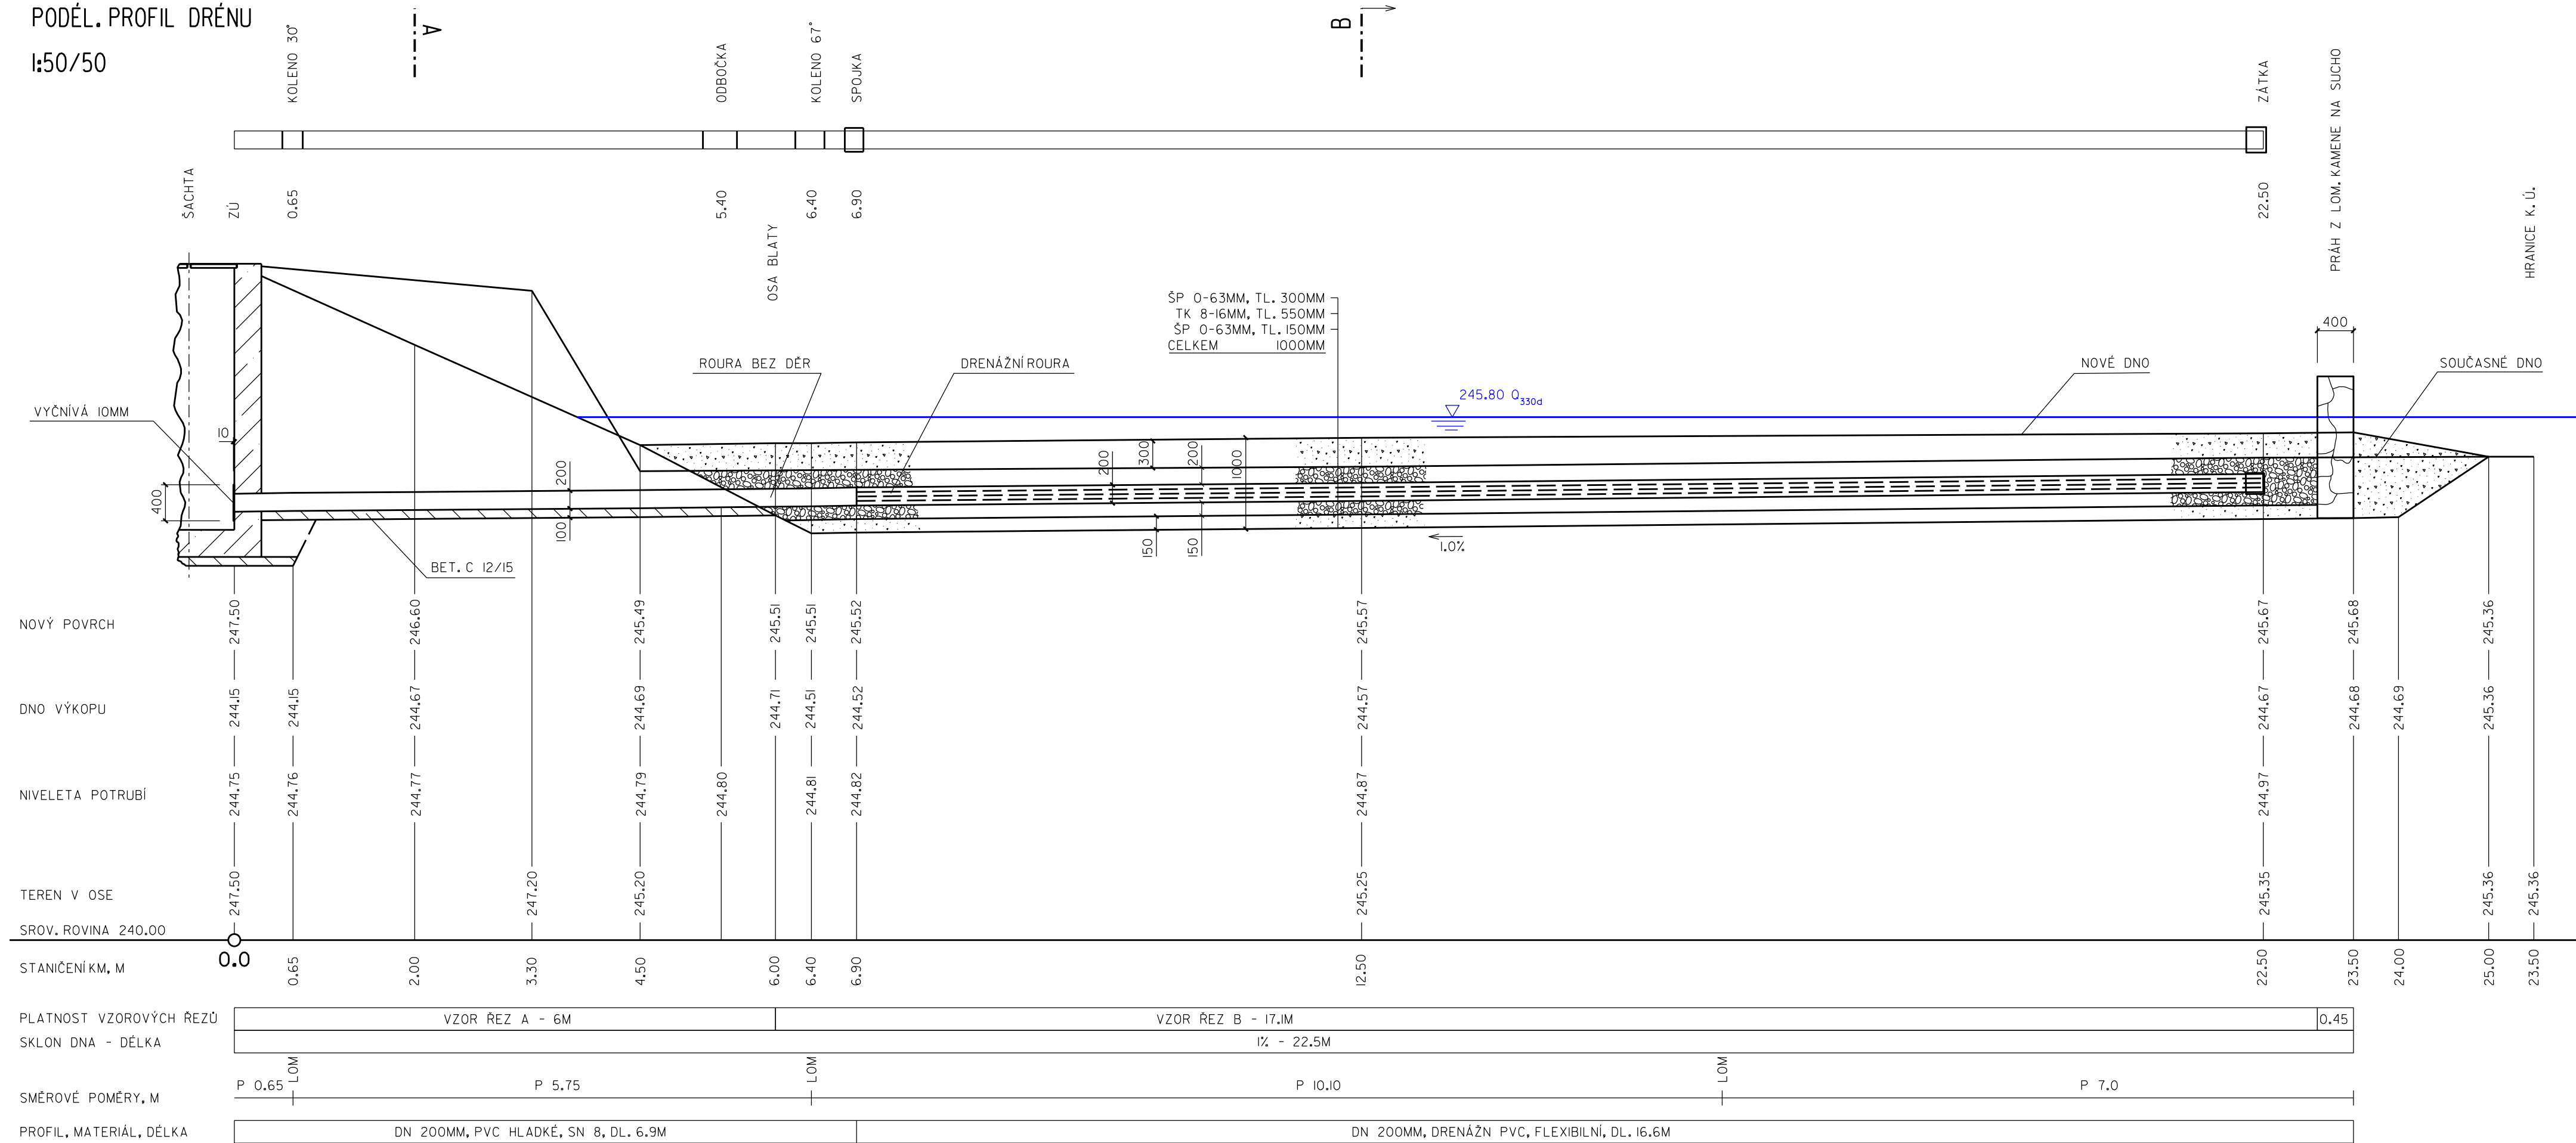 PODÉL. PROFIL DRÉNU
1:50/50
A
B
KOLENO 30°
ODBOČKA
KOLENO 67°
SPOJKA
ZÁTKA
PRÁH Z LOM. KAMENE NA SUCHO
HRANICE K. Ú.
ŠACHTA
ZÚ
0.65
5.40
6.40
6.90
22.50
OSA BLATY
ŠP 0-63MM, TL. 300MM
TK 8-16MM, TL. 550MM
ŠP 0-63MM, TL. 150MM
CELKEM 1000MM
400
ROURA BEZ DĚR
DRENÁŽNÍ ROURA
NOVÉ DNO
SOUČASNÉ DNO
245.80 Q330d
VYČNÍVÁ 10MM
10
400
200
100
200
300
200
1000
150
150
1.0%
BET. C 12/15
NOVÝ POVRCH
247.50
246.60
245.49
245.51
245.51
245.52
245.57
245.67
245.68
245.36
DNO VÝKOPU
244.15
244.15
244.67
244.69
244.71
244.51
244.52
244.57
244.67
244.68
244.69
245.36
NIVELETA POTRUBÍ
244.75
244.76
244.77
244.79
244.80
244.81
244.82
244.87
244.97
TEREN V OSE
247.50
247.20
245.20
245.25
245.35
245.36
245.36
SROV. ROVINA 240.00
STANIČENÍ KM, M
0.0
0.65
2.00
3.30
4.50
6.00
6.40
6.90
12.50
22.50
23.50
24.00
25.00
23.50
PLATNOST VZOROVÝCH ŘEZŮ
VZOR ŘEZ A - 6M
VZOR ŘEZ B - 17.1M
0.45
SKLON DNA - DÉLKA
1% - 22.5M
SMĚROVÉ POMĚRY, M
P 0.65
LOM
P 5.75
LOM
P 10.10
LOM
P 7.0
PROFIL, MATERIÁL, DÉLKA
DN 200MM, PVC HLADKÉ, SN 8, DL. 6.9M
DN 200MM, DRENÁŽN PVC, FLEXIBILNÍ, DL. 16.6M